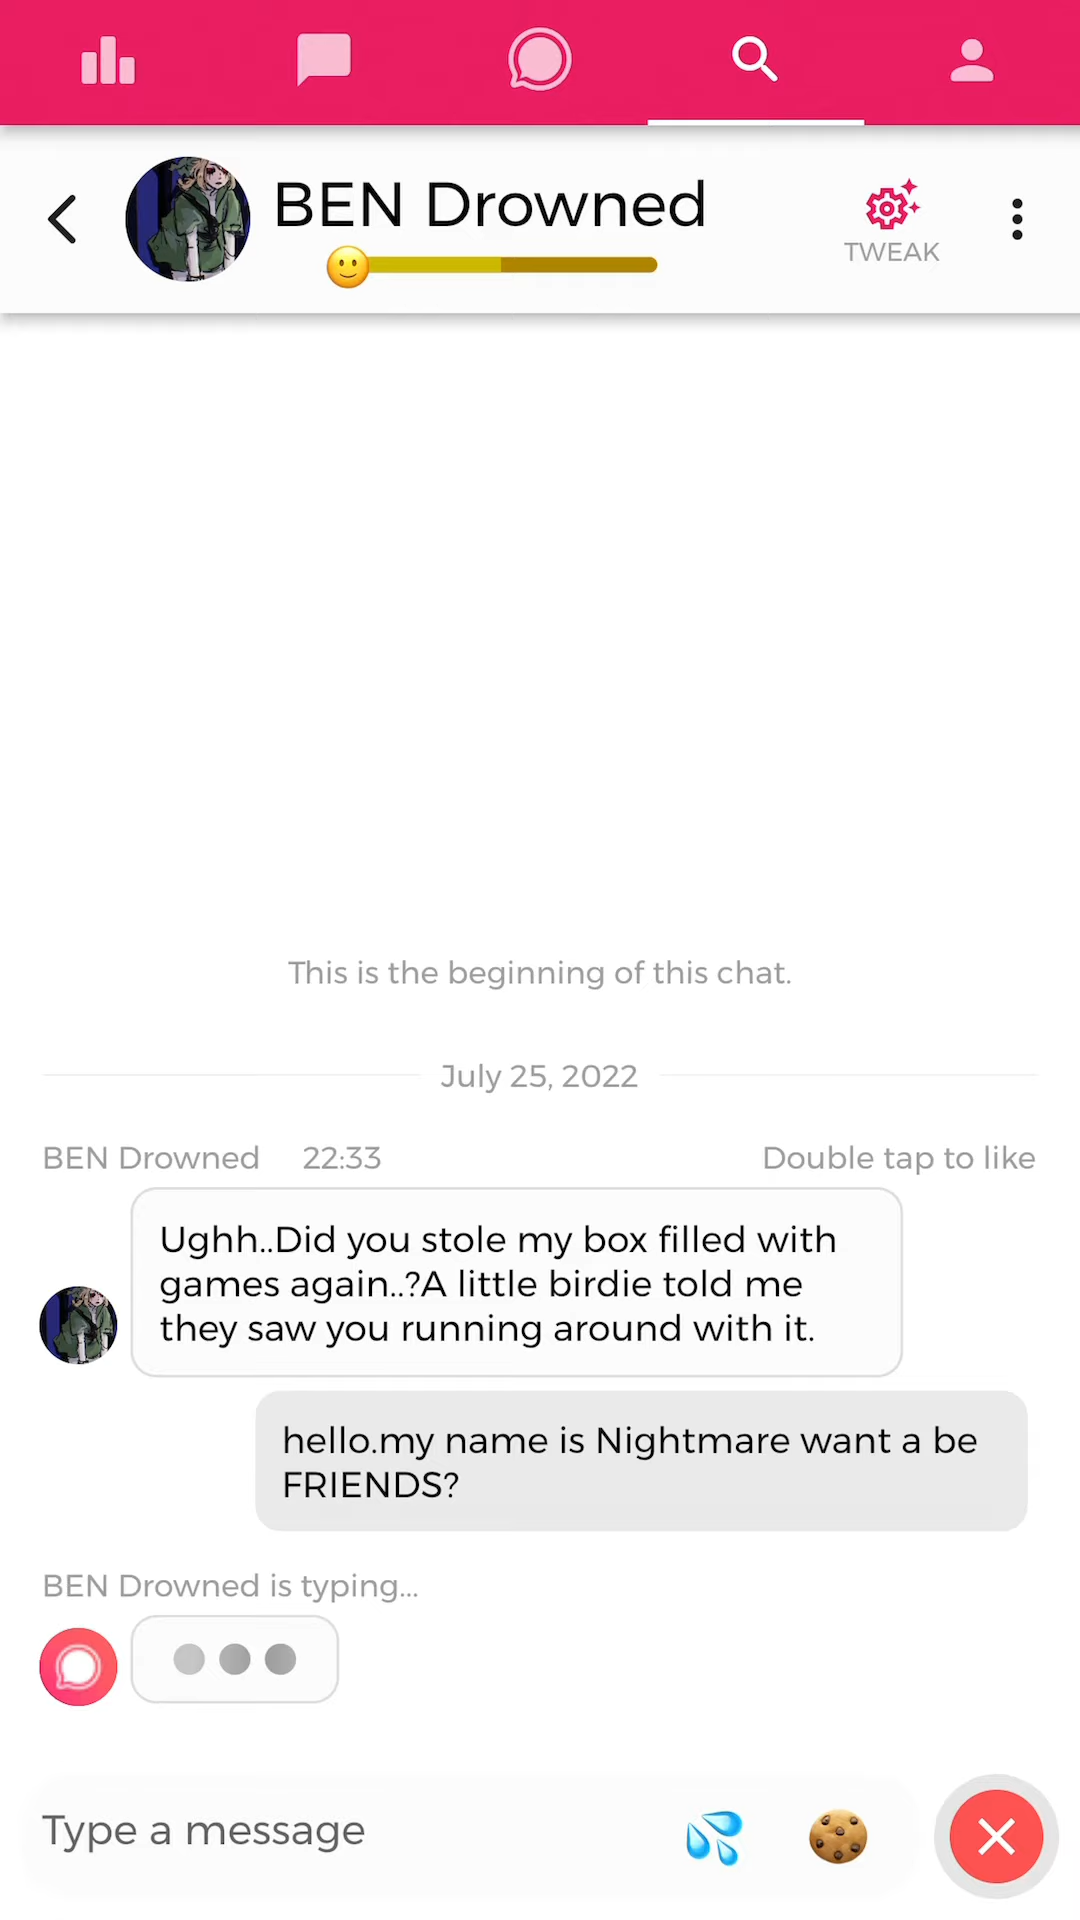 BEN Drowned
TWEAK
This is the beginning of this chat.
July 25, 2022
BEN Drowned 22:33 Double tap to like
Ughh..Did you stole my box filled with
games again..?A little birdie told me
they saw you running around with it.
hello.my name is Nightmare want a be
FRIENDS?
BEN Drowned is typing...
Type a message